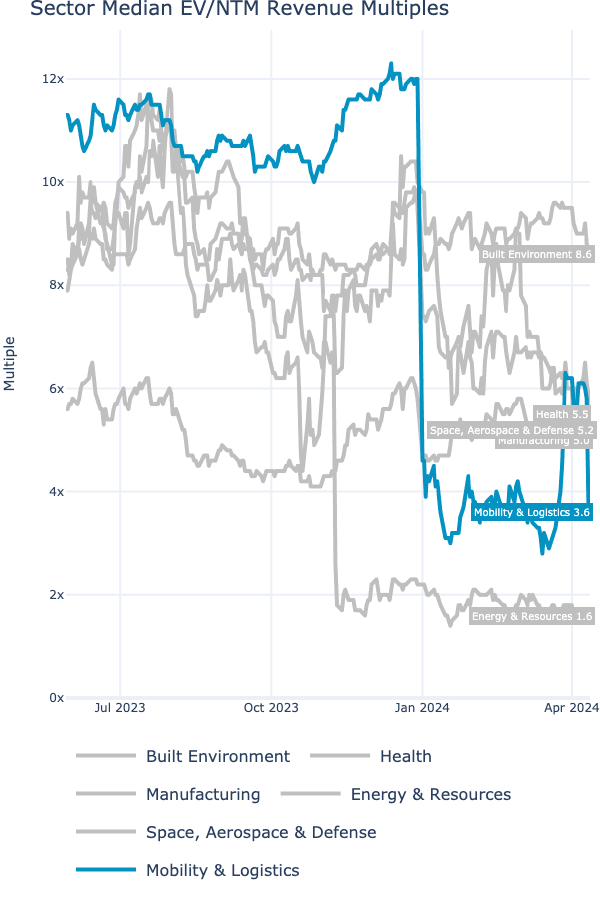 Sector Median EV/NTM Revenue Multiples
Multiple
12x
10x
8x
6x
4x
2x
0x
Built Environment 8.6
Health 5.5
Space, Aerospace & Defense 5.2
Manufacturing 5.0
Mobility & Logistics 3.6
Energy & Resources 1.6
Jul 2023
Oct 2023
Jan 2024
Apr 2024
Built Environment
Health
Manufacturing
Energy & Resources
Space, Aerospace & Defense
Mobility & Logistics